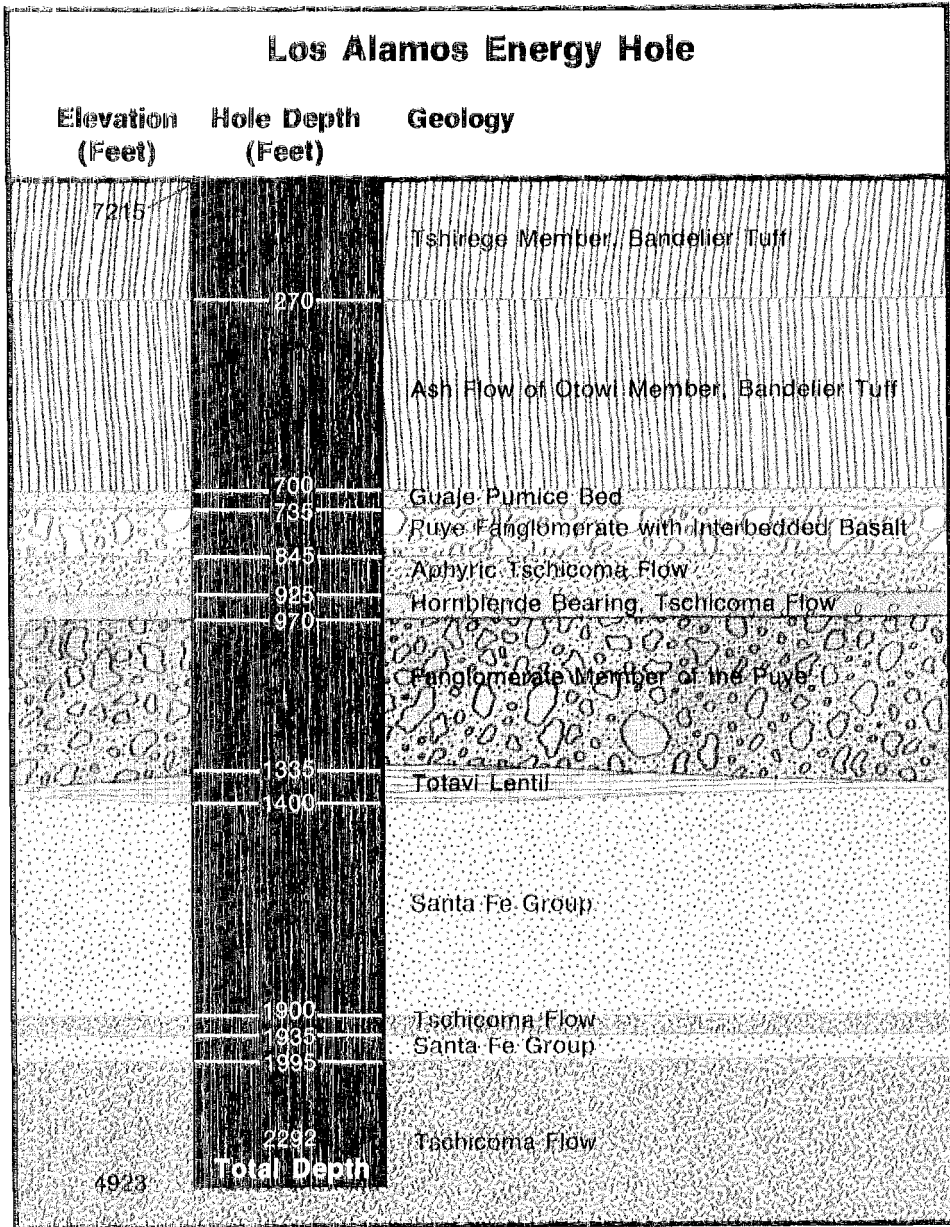 Los Alamos Energy Hole
Elevation
(Feet)
Hole Depth
(Feet)
Geology
7215
Tshirege Member, Bandelier Tuff
270
Ash Flow of Otowi Member, Bandelier Tuff
700
Guaje Pumice Bed
735
Puye Fanglomerate with Interbedded Basalt
845
Aphyric Tschicoma Flow
925
Hornblende Bearing, Tschicoma Flow
970
Fanglomerate Member of the Puye
1335
Totavi Lentil
1400
Santa Fe Group
1900
Tschicoma Flow
1935
Santa Fe Group
1995
2292
Tschicoma Flow
Total Depth
4923